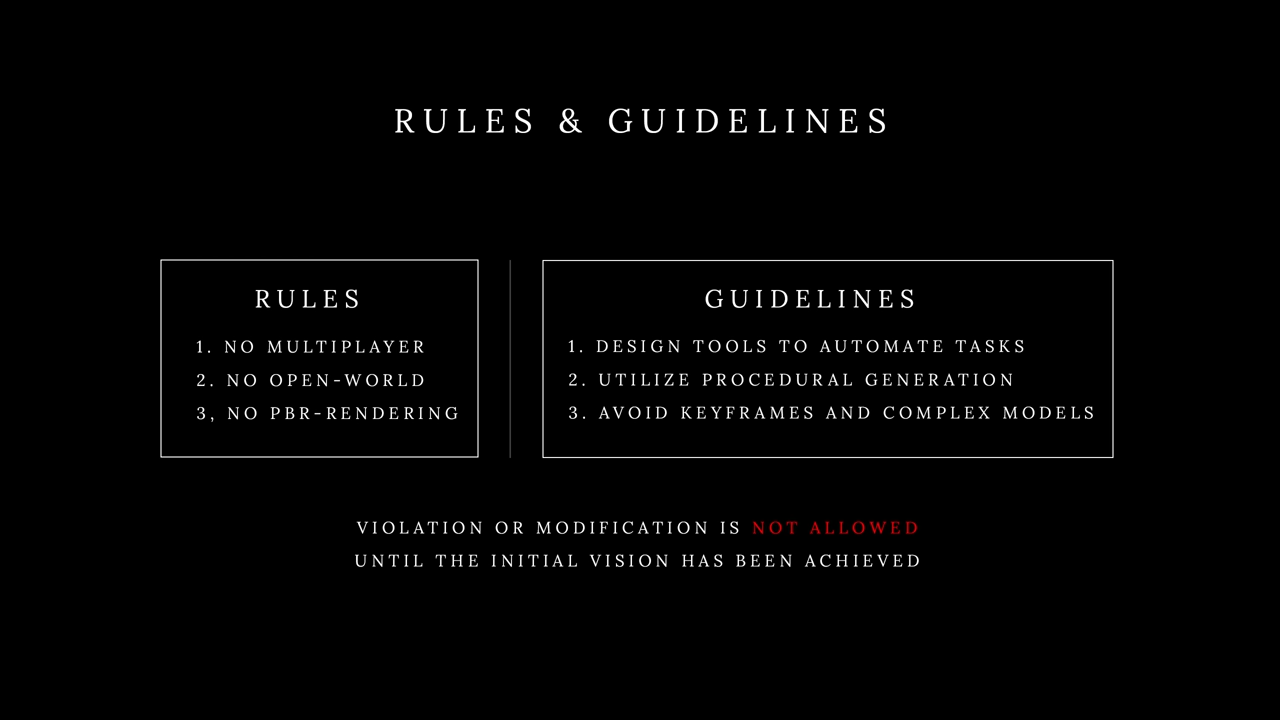 RULES & GUIDELINES
RULES
1. NO MULTIPLAYER
2. NO OPEN-WORLD
3, NO PBR-RENDERING
GUIDELINES
1. DESIGN TOOLS TO AUTOMATE TASKS
2. UTILIZE PROCEDURAL GENERATION
3. AVOID KEYFRAMES AND COMPLEX MODELS
VIOLATION OR MODIFICATION IS NOT ALLOWED
UNTIL THE INITIAL VISION HAS BEEN ACHIEVED